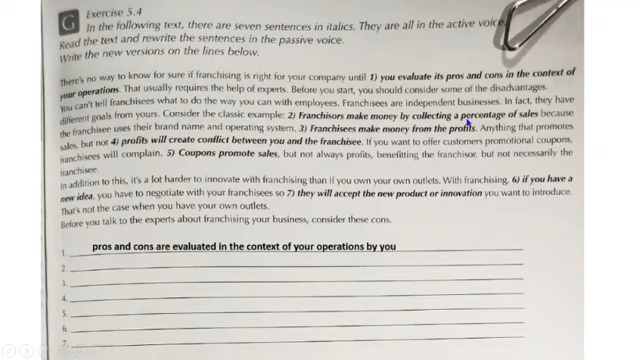 G
Exercise 5.4
In the following text, there are seven sentences in italics. They are all in the active voice.
Read the text and rewrite the sentences in the passive voice.
Write the new versions on the lines below.
There's no way to know for sure if franchising is right for your company until 1) you evaluate its pros and cons in the context of
your operations. That usually requires the help of experts. Before you start, you should consider some of the disadvantages.
You can't tell franchisees what to do the way you can with employees. Franchisees are independent businesses. In fact, they have
different goals from yours. Consider the classic example: 2) Franchisors make money by collecting a percentage of sales because
the franchisee uses their brand name and operating system. 3) Franchisees make money from the profits. Anything that promotes
sales, but not 4) profits will create conflict between you and the franchisee. If you want to offer customers promotional coupons,
franchisees will complain. 5) Coupons promote sales, but not always profits, benefitting the franchisor, but not necessarily the
franchisee.
In addition to this, it's a lot harder to innovate with franchising than if you own your own outlets. With franchising, 6) if you have a
new idea, you have to negotiate with your franchisees so 7) they will accept the new product or innovation you want to introduce.
That's not the case when you have your own outlets.
Before you talk to the experts about franchising your business, consider these cons.
1. pros and cons are evaluated in the context of your operations by you
2.
3.
4.
5.
6.
7.